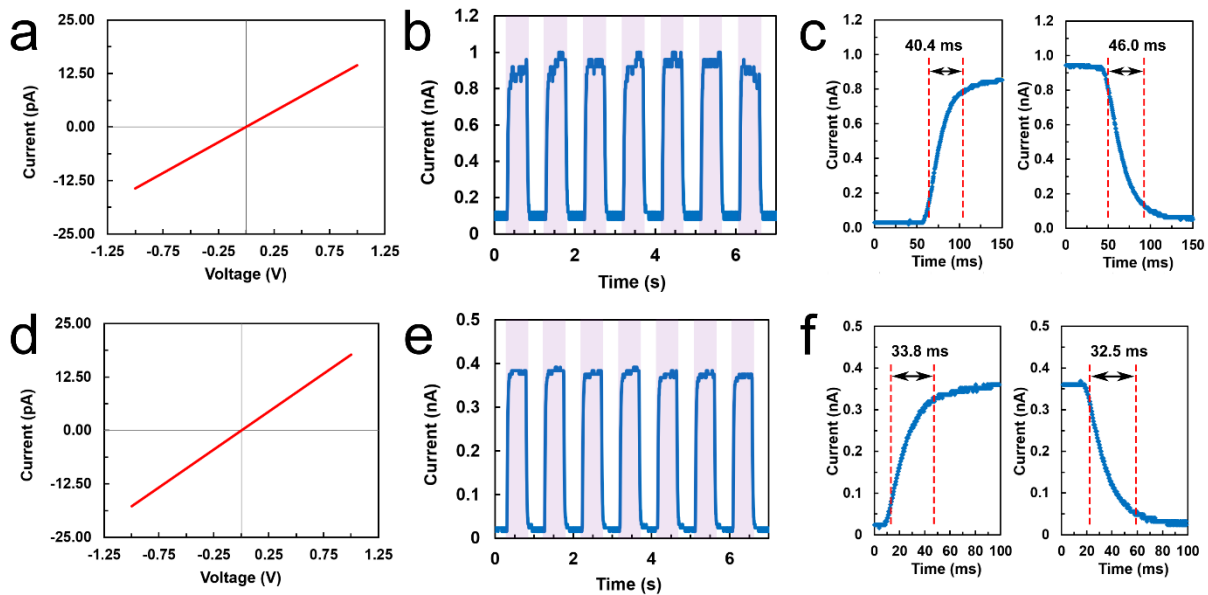 a
25.00
12.50
0.00
-12.50
-25.00
Current (pA)
-1.25 -0.75 -0.25 0.25 0.75 1.25
Voltage (V)
b
1.2
1
0.8
0.6
0.4
0.2
0
Current (nA)
0 2 4 6
Time (s)
c
1.2
1.0
0.8
0.6
0.4
0.2
0.0
Current (nA)
40.4 ms
0 50 100 150
Time (ms)
1.2
1.0
0.8
0.6
0.4
0.2
0.0
Current (nA)
46.0 ms
0 50 100 150
Time (ms)
d
25.00
12.50
0.00
-12.50
-25.00
Current (pA)
-1.25 -0.75 -0.25 0.25 0.75 1.25
Voltage (V)
e
0.5
0.4
0.3
0.2
0.1
0
Current (nA)
0 2 4 6
Time (s)
f
0.5
0.4
0.3
0.2
0.1
0.0
Current (nA)
33.8 ms
0 20 40 60 80 100
Time (ms)
0.5
0.4
0.3
0.2
0.1
0.0
Current (nA)
32.5 ms
0 20 40 60 80 100
Time (ms)